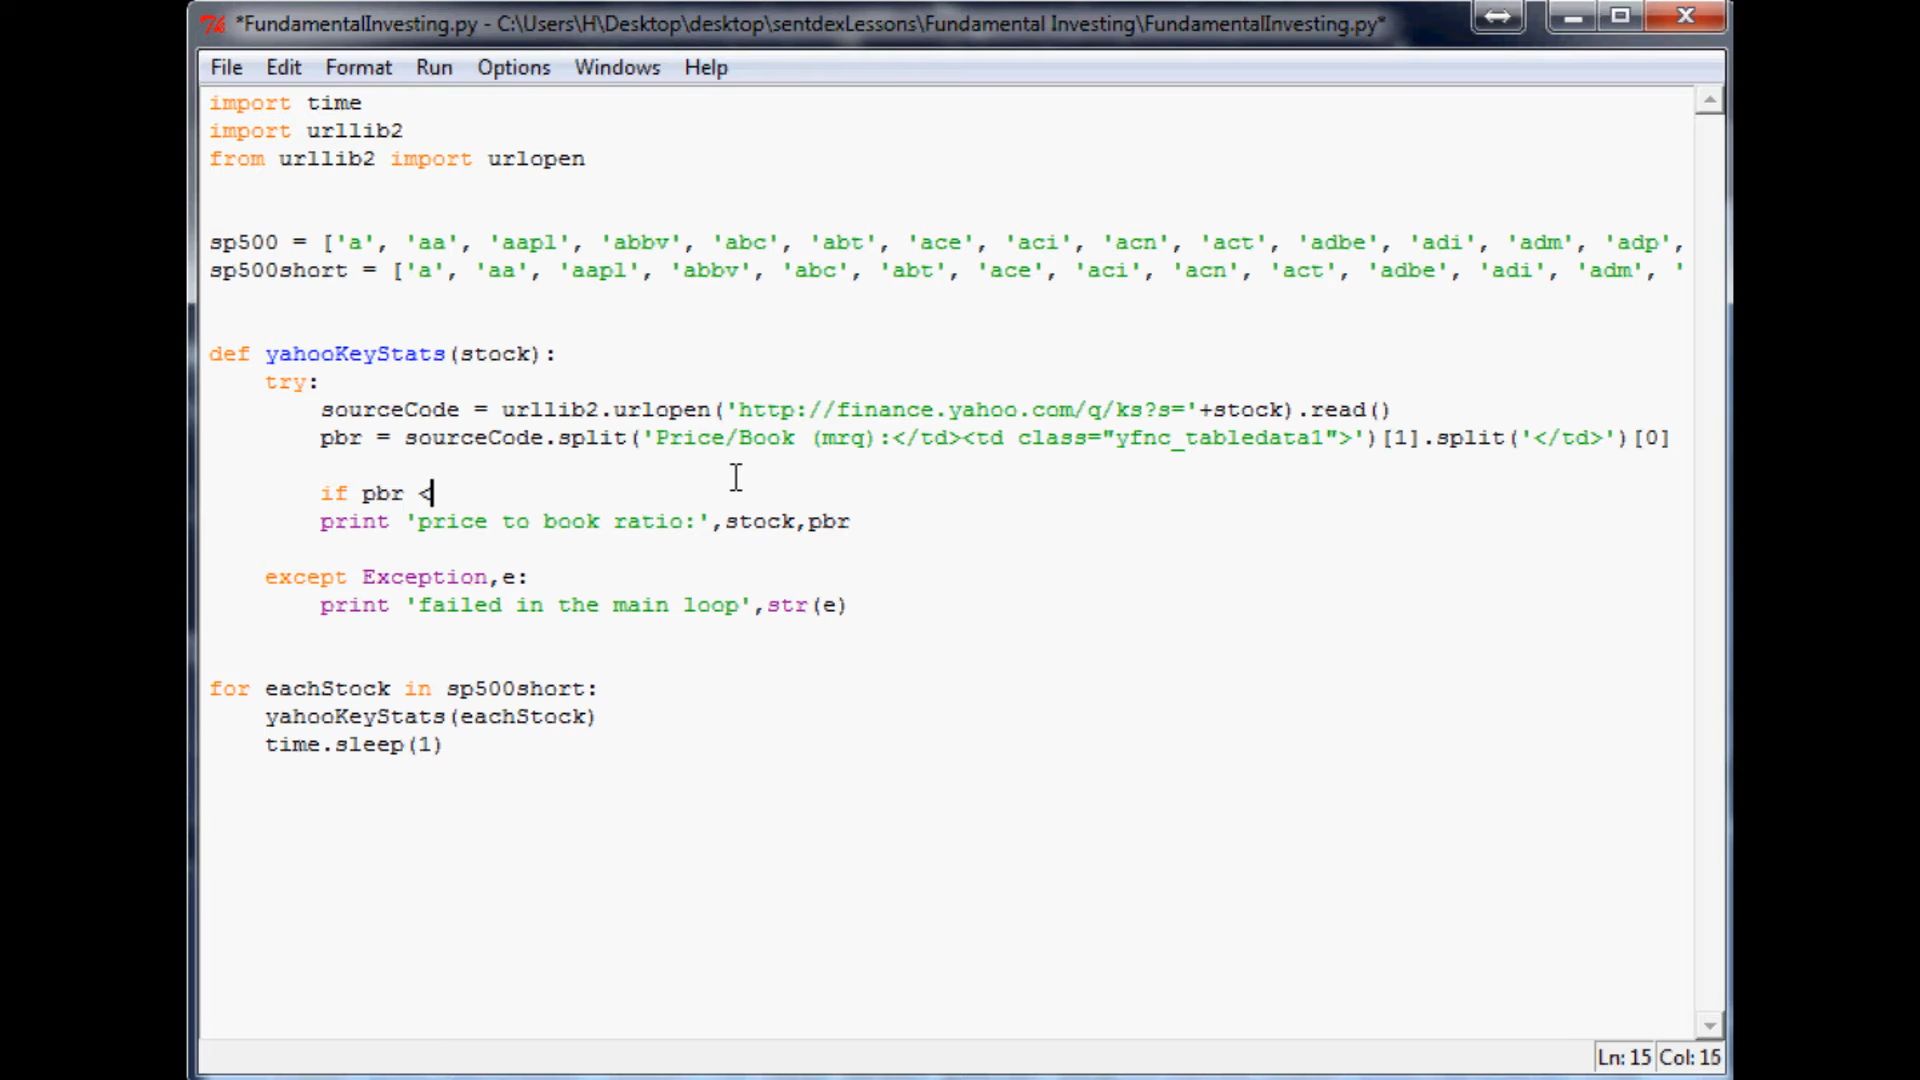 *FundamentalInvesting.py - C:\Users\H\Desktop\desktop\sentdexLessons\Fundamental Investing\FundamentalInvesting.py*
File Edit Format Run Options Windows Help
import time
import urllib2
from urllib2 import urlopen
sp500 = ['a', 'aa', 'aapl', 'abbv', 'abc', 'abt', 'ace', 'aci', 'acn', 'act', 'adbe', 'adi', 'adm', 'adp',
sp500short = ['a', 'aa', 'aapl', 'abbv', 'abc', 'abt', 'ace', 'aci', 'acn', 'act', 'adbe', 'adi', 'adm', '
def yahooKeyStats(stock):
    try:
        sourceCode = urllib2.urlopen('http://finance.yahoo.com/q/ks?s='+stock).read()
        pbr = sourceCode.split('Price/Book (mrq):</td><td class="yfnc_tabledata1">')[1].split('</td>')[0]
        if pbr <
        print 'price to book ratio:',stock,pbr
    except Exception,e:
        print 'failed in the main loop',str(e)
for eachStock in sp500short:
    yahooKeyStats(eachStock)
    time.sleep(1)
Ln: 15 Col: 15